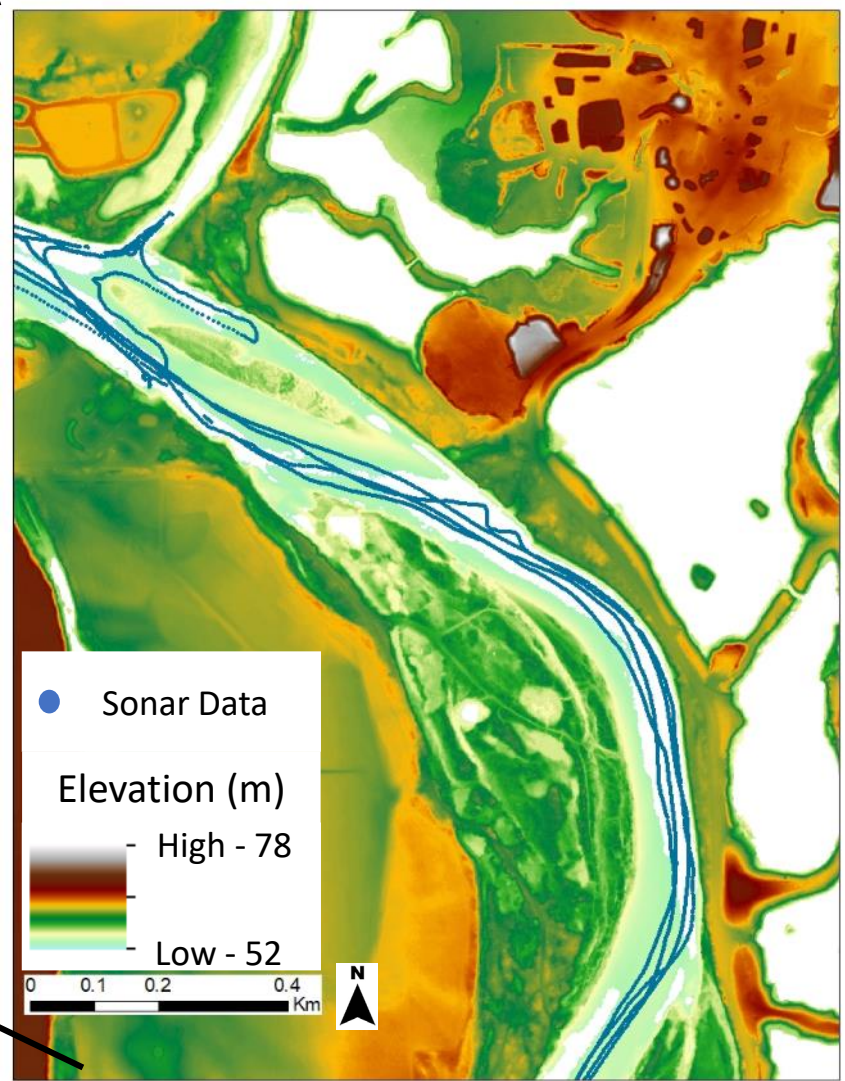 Sonar Data
Elevation (m)
High - 78
Low - 52
N
0 0.1 0.2 0.4
Km